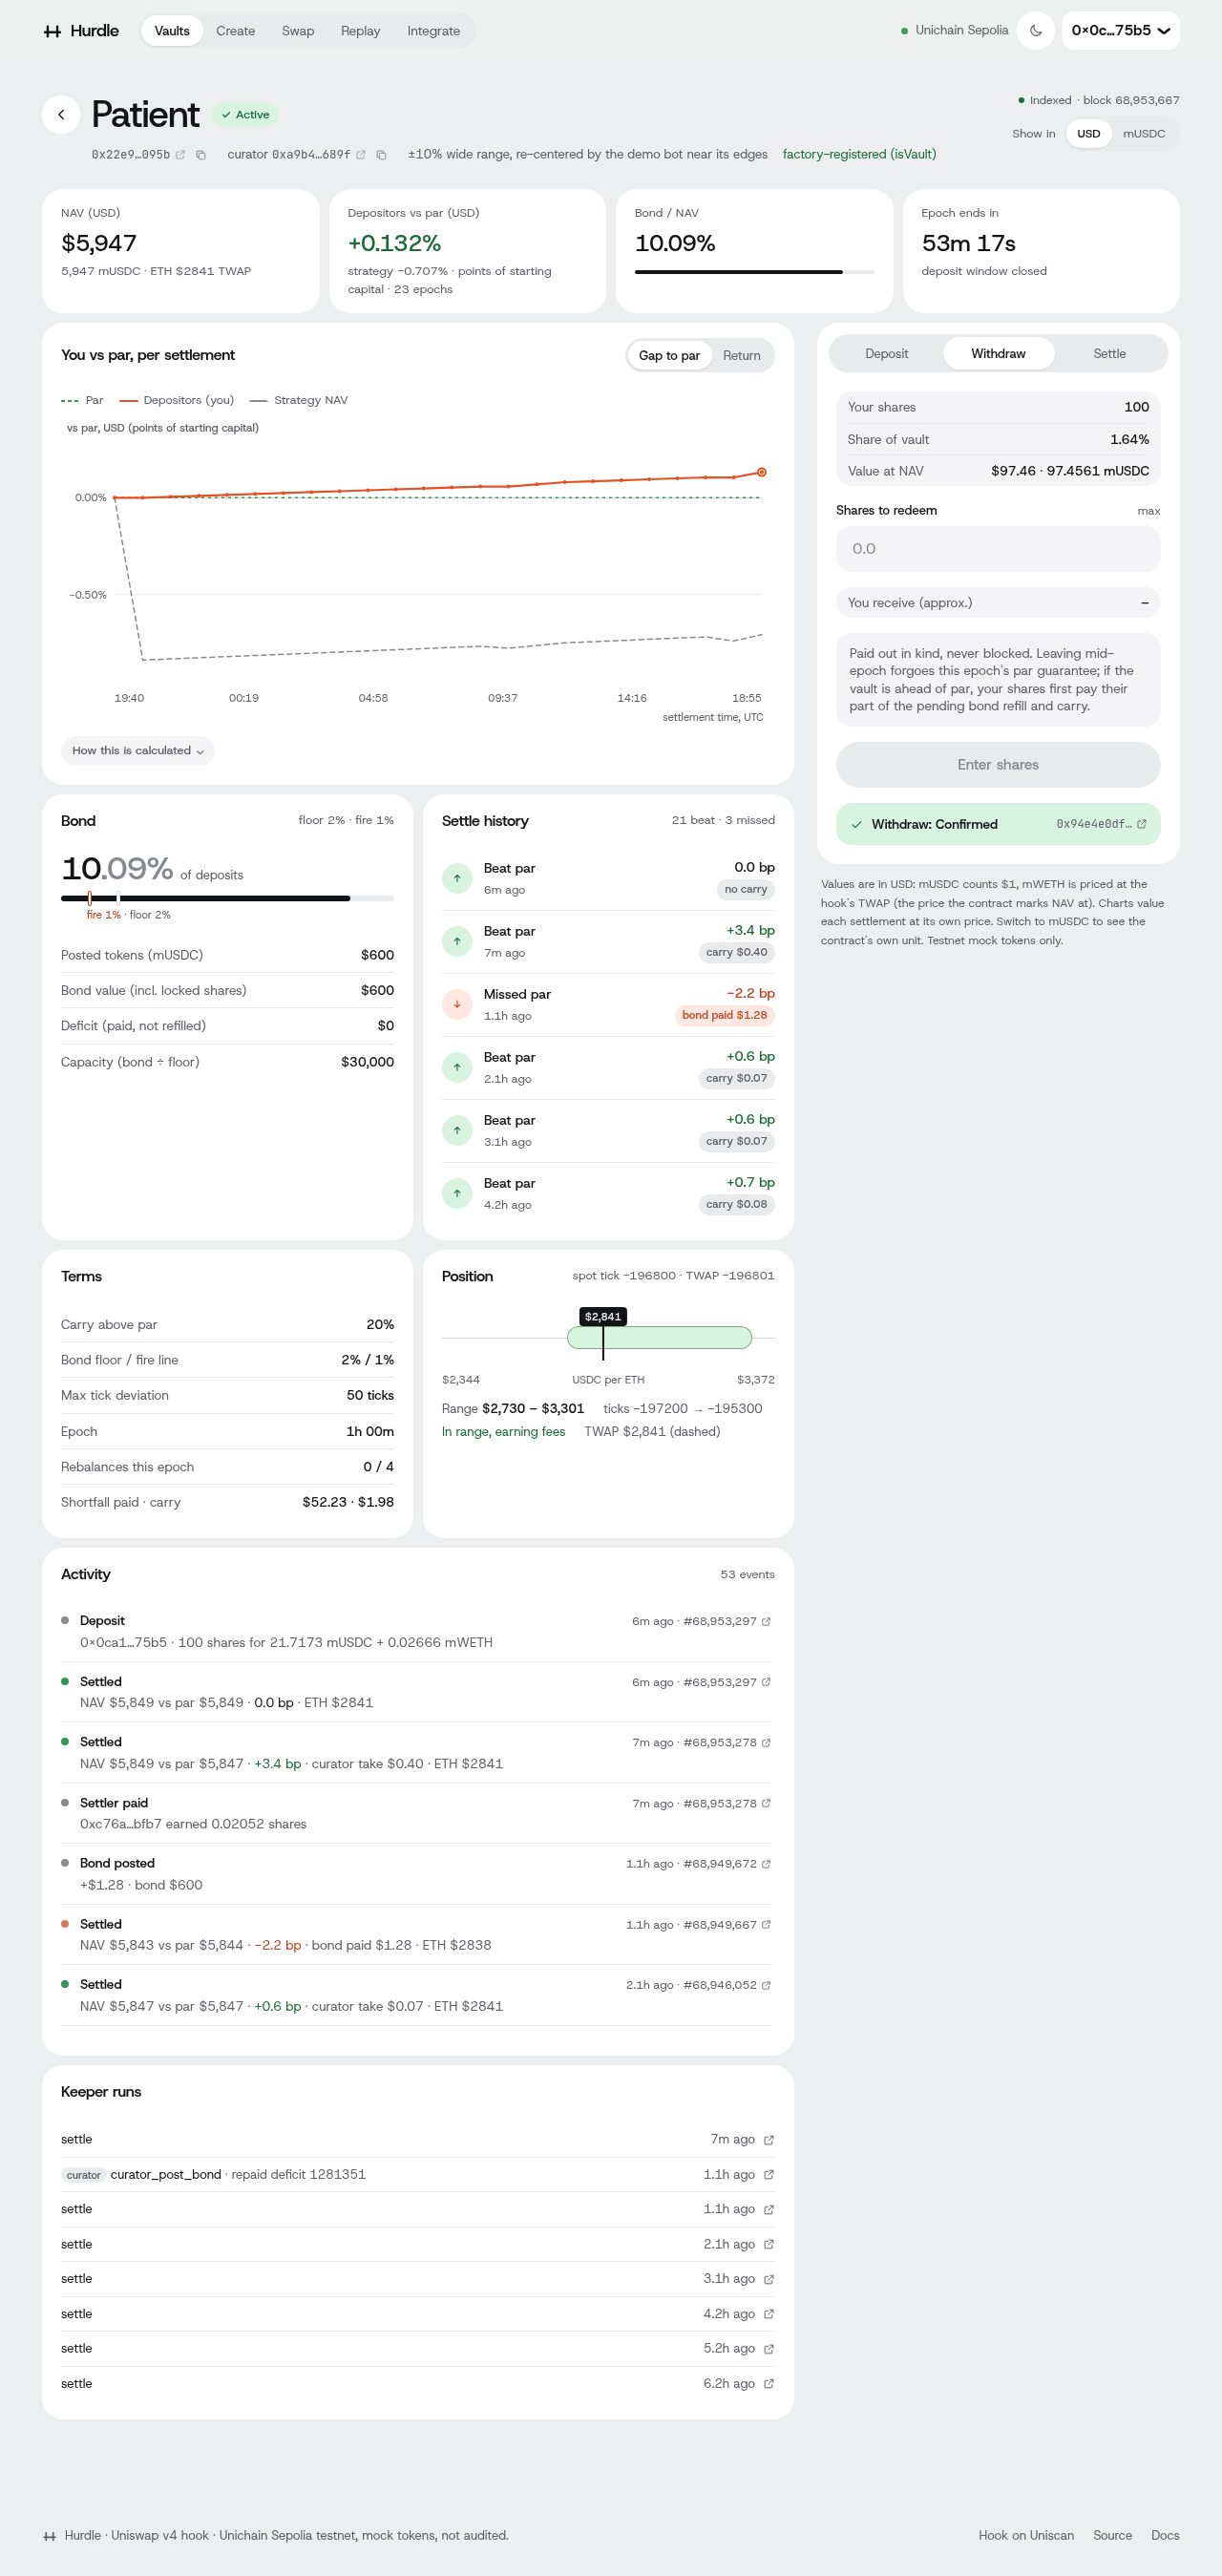 Hurdle
Vaults Create Swap Replay Integrate
Unichain Sepolia
0×0c…75b5
Patient
Active
Indexed · block 68,953,667
Show in USD mUSDC
0x22e9…095b curator 0xa9b4…689f ±10% wide range, re-centered by the demo bot near its edges factory-registered (isVault)
NAV (USD)
$5,947
5,947 mUSDC · ETH $2841 TWAP
Depositors vs par (USD)
+0.132%
strategy −0.707% · points of starting
capital · 23 epochs
Bond / NAV
10.09%
Epoch ends in
53m 17s
deposit window closed
You vs par, per settlement
Gap to par Return
Par Depositors (you) Strategy NAV
vs par, USD (points of starting capital)
0.00%
−0.50%
19:40 00:19 04:58 09:37 14:16 18:55
settlement time, UTC
How this is calculated
Deposit Withdraw Settle
Your shares 100
Share of vault 1.64%
Value at NAV $97.46 · 97.4561 mUSDC
Shares to redeem max
0.0
You receive (approx.) –
Paid out in kind, never blocked. Leaving mid-
epoch forgoes this epoch's par guarantee; if the
vault is ahead of par, your shares first pay their
part of the pending bond refill and carry.
Enter shares
Withdraw: Confirmed 0x94e4e0df…
Values are in USD: mUSDC counts $1, mWETH is priced at the
hook's TWAP (the price the contract marks NAV at). Charts value
each settlement at its own price. Switch to mUSDC to see the
contract's own unit. Testnet mock tokens only.
Bond floor 2% · fire 1%
10.09% of deposits
fire 1% · floor 2%
Posted tokens (mUSDC) $600
Bond value (incl. locked shares) $600
Deficit (paid, not refilled) $0
Capacity (bond ÷ floor) $30,000
Settle history 21 beat · 3 missed
Beat par 0.0 bp
6m ago no carry
Beat par +3.4 bp
7m ago carry $0.40
Missed par −2.2 bp
1.1h ago bond paid $1.28
Beat par +0.6 bp
2.1h ago carry $0.07
Beat par +0.6 bp
3.1h ago carry $0.07
Beat par +0.7 bp
4.2h ago carry $0.08
Terms
Carry above par 20%
Bond floor / fire line 2% / 1%
Max tick deviation 50 ticks
Epoch 1h 00m
Rebalances this epoch 0 / 4
Shortfall paid · carry $52.23 · $1.98
Position spot tick −196800 · TWAP −196801
$2,841
$2,344 USDC per ETH $3,372
Range $2,730 – $3,301 ticks −197200 → −195300
In range, earning fees TWAP $2,841 (dashed)
Activity 53 events
Deposit 6m ago · #68,953,297
0×0ca1…75b5 · 100 shares for 21.7173 mUSDC + 0.02666 mWETH
Settled 6m ago · #68,953,297
NAV $5,849 vs par $5,849 · 0.0 bp · ETH $2841
Settled 7m ago · #68,953,278
NAV $5,849 vs par $5,847 · +3.4 bp · curator take $0.40 · ETH $2841
Settler paid 7m ago · #68,953,278
0xc76a…bfb7 earned 0.02052 shares
Bond posted 1.1h ago · #68,949,672
+$1.28 · bond $600
Settled 1.1h ago · #68,949,667
NAV $5,843 vs par $5,844 · −2.2 bp · bond paid $1.28 · ETH $2838
Settled 2.1h ago · #68,946,052
NAV $5,847 vs par $5,847 · +0.6 bp · curator take $0.07 · ETH $2841
Keeper runs
settle 7m ago
curator curator_post_bond · repaid deficit 1281351 1.1h ago
settle 1.1h ago
settle 2.1h ago
settle 3.1h ago
settle 4.2h ago
settle 5.2h ago
settle 6.2h ago
Hurdle · Uniswap v4 hook · Unichain Sepolia testnet, mock tokens, not audited.
Hook on Uniscan Source Docs